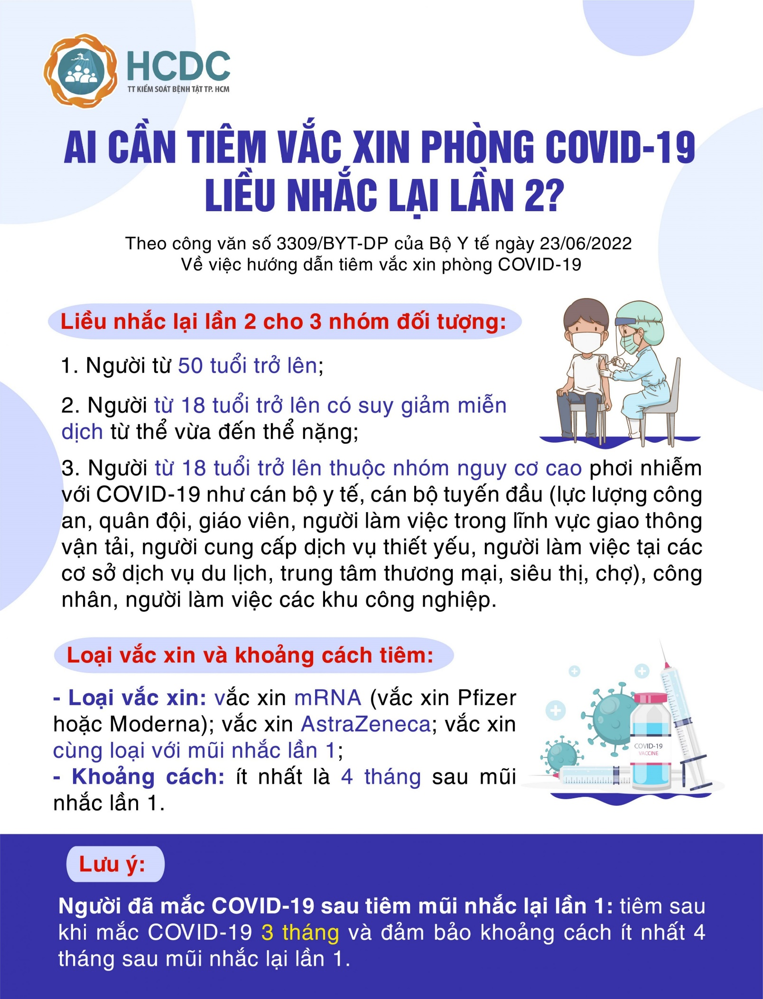 HCDC
TT KIỂM SOÁT BỆNH TẬT TP. HCM
AI CẦN TIÊM VẮC XIN PHÒNG COVID-19
LIỀU NHẮC LẠI LẦN 2?
Theo công văn số 3309/BYT-DP của Bộ Y tế ngày 23/06/2022
Về việc hướng dẫn tiêm vắc xin phòng COVID-19
Liều nhắc lại lần 2 cho 3 nhóm đối tượng:
1. Người từ 50 tuổi trở lên;
2. Người từ 18 tuổi trở lên có suy giảm miễn
dịch từ thể vừa đến thể nặng;
3. Người từ 18 tuổi trở lên thuộc nhóm nguy cơ cao phơi nhiễm
với COVID-19 như cán bộ y tế, cán bộ tuyến đầu (lực lượng công
an, quân đội, giáo viên, người làm việc trong lĩnh vực giao thông
vận tải, người cung cấp dịch vụ thiết yếu, người làm việc tại các
cơ sở dịch vụ du lịch, trung tâm thương mại, siêu thị, chợ), công
nhân, người làm việc các khu công nghiệp.
Loại vắc xin và khoảng cách tiêm:
- Loại vắc xin: vắc xin mRNA (vắc xin Pfizer
hoặc Moderna); vắc xin AstraZeneca; vắc xin
cùng loại với mũi nhắc lần 1;
- Khoảng cách: ít nhất là 4 tháng sau mũi
nhắc lần 1.
COVID-19
VACCINE
Lưu ý:
Người đã mắc COVID-19 sau tiêm mũi nhắc lại lần 1: tiêm sau
khi mắc COVID-19 3 tháng và đảm bảo khoảng cách ít nhất 4
tháng sau mũi nhắc lại lần 1.